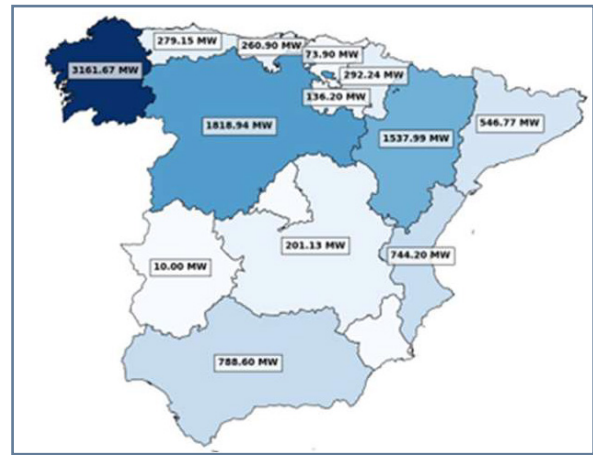 279.15 MW
260.90 MW
73.90 MW
3161.67 MW
292.24 MW
136.20 MW
1818.94 MW
546.77 MW
1537.99 MW
201.13 MW
744.20 MW
10.00 MW
788.60 MW